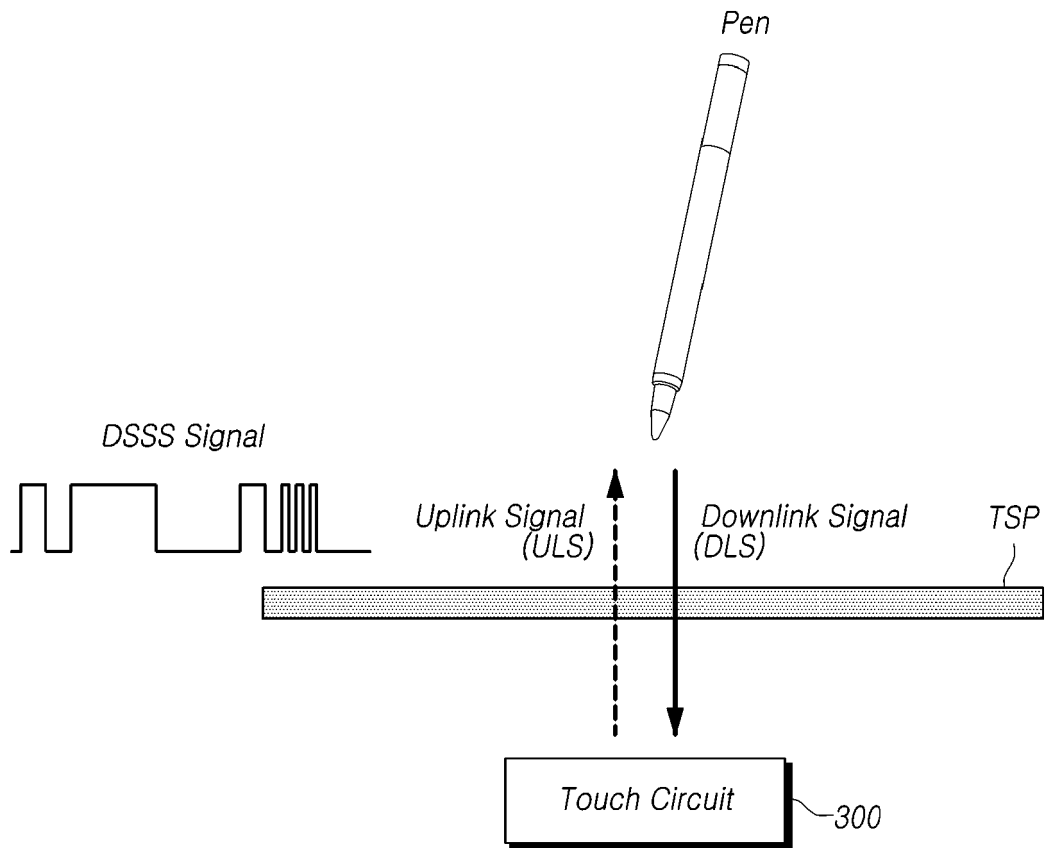 Pen
DSSS Signal
Uplink Signal
(ULS)
Downlink Signal
(DLS)
TSP
Touch Circuit
300